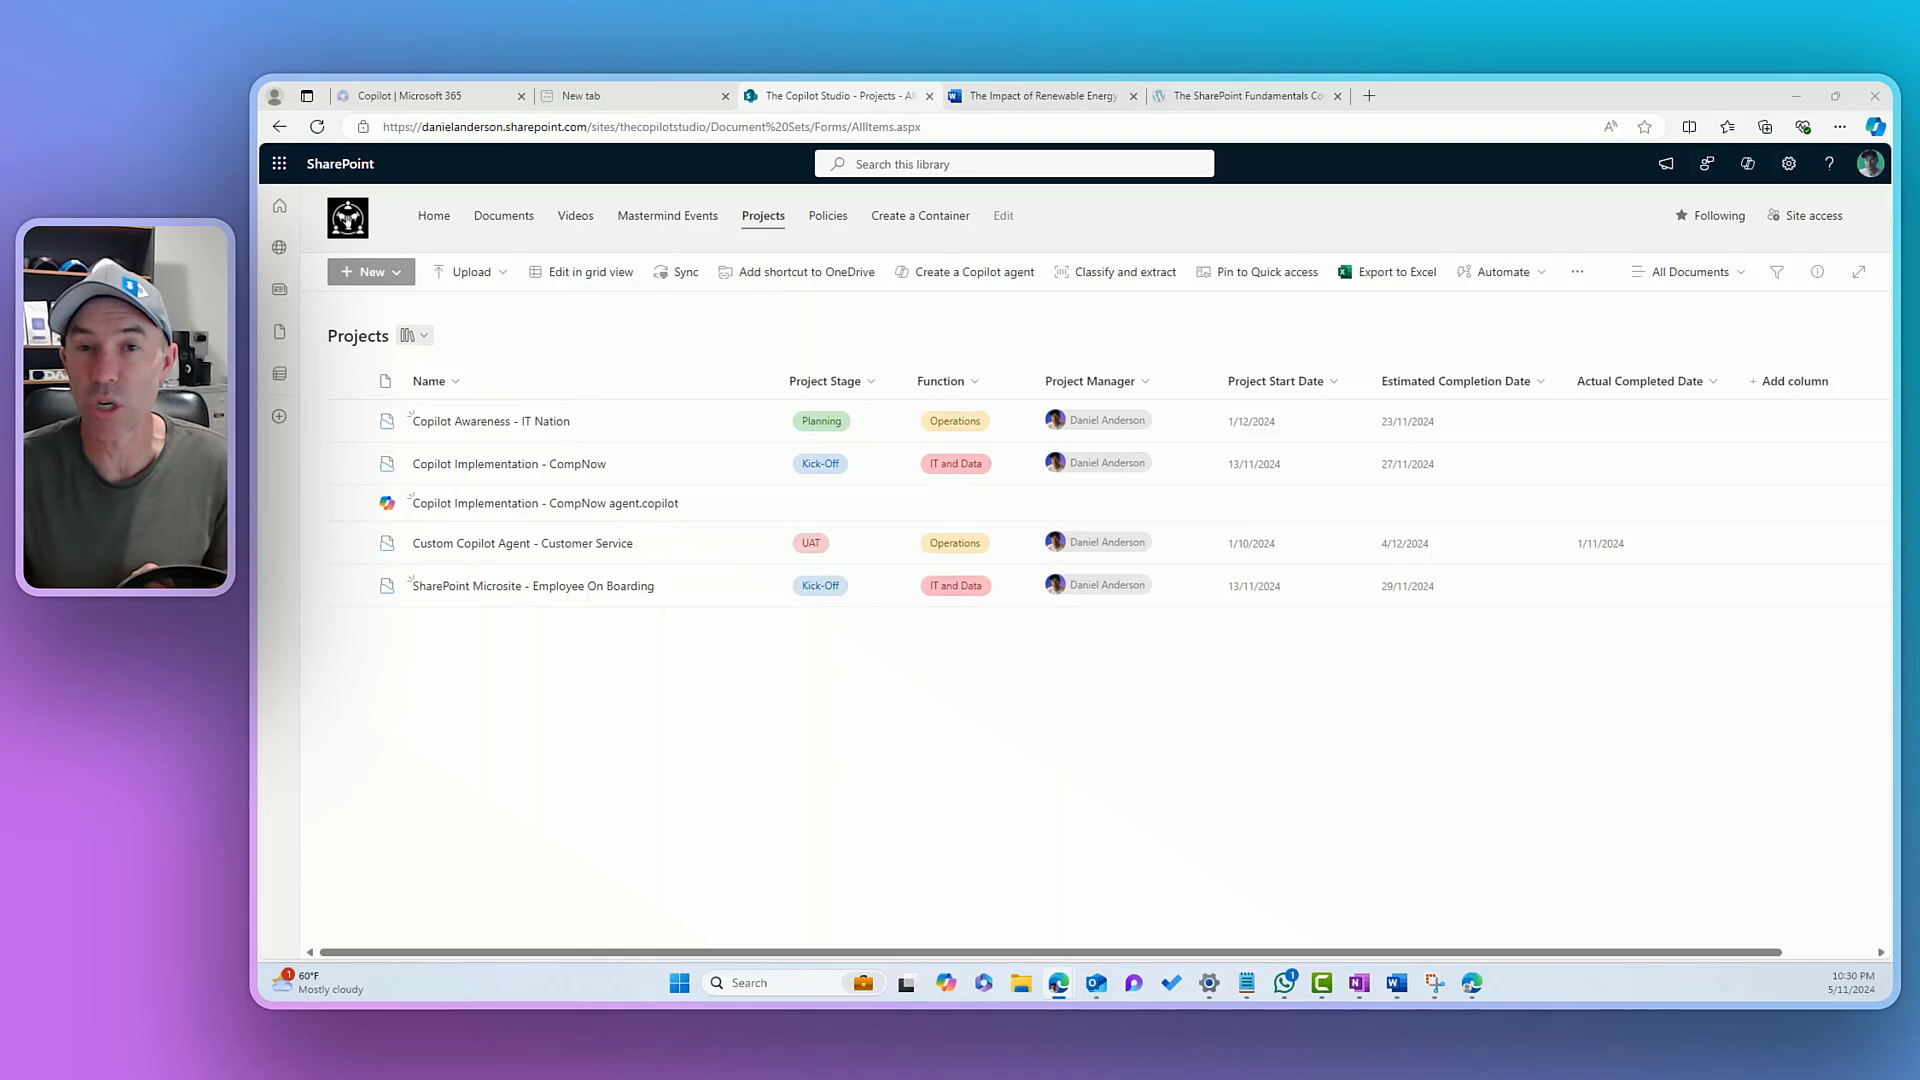 Copilot | Microsoft 365
New tab
The Copilot Studio - Projects - All
The Impact of Renewable Energy
The SharePoint Fundamentals Co
https://danielanderson.sharepoint.com/sites/thecopilotstudio/Document%20Sets/Forms/AllItems.aspx
SharePoint
Search this library
Home Documents Videos Mastermind Events Projects Policies Create a Container Edit
Following Site access
New Upload Edit in grid view Sync Add shortcut to OneDrive Create a Copilot agent Classify and extract Pin to Quick access Export to Excel Automate ... All Documents
Projects
Name Project Stage Function Project Manager Project Start Date Estimated Completion Date Actual Completed Date + Add column
Copilot Awareness - IT Nation Planning Operations Daniel Anderson 1/12/2024 23/11/2024
Copilot Implementation - CompNow Kick-Off IT and Data Daniel Anderson 13/11/2024 27/11/2024
Copilot Implementation - CompNow agent.copilot
Custom Copilot Agent - Customer Service UAT Operations Daniel Anderson 1/10/2024 4/12/2024 1/11/2024
SharePoint Microsite - Employee On Boarding Kick-Off IT and Data Daniel Anderson 13/11/2024 29/11/2024
1
60°F
Mostly cloudy
Search
1
10:30 PM
5/11/2024